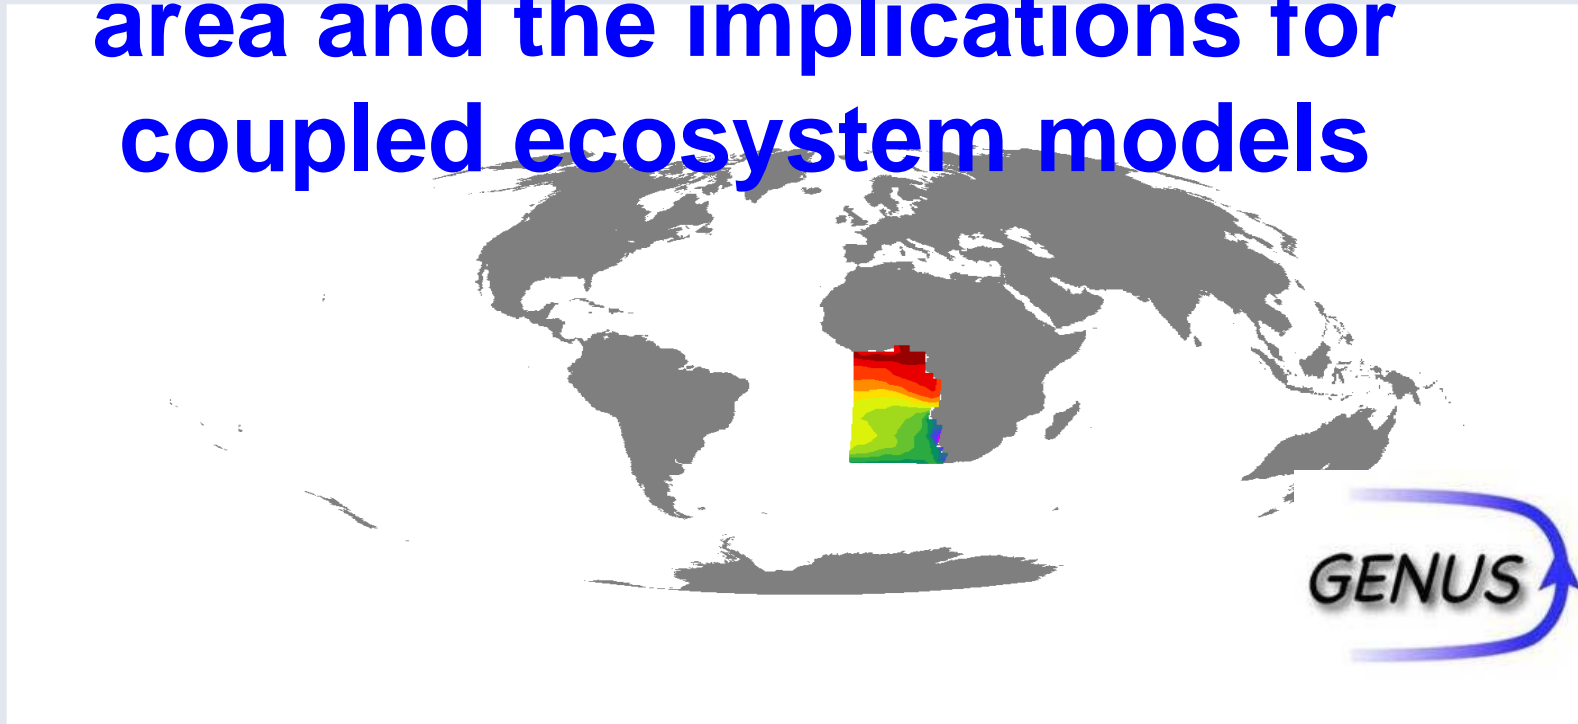 area and the implications for
coupled ecosystem models
GENUS